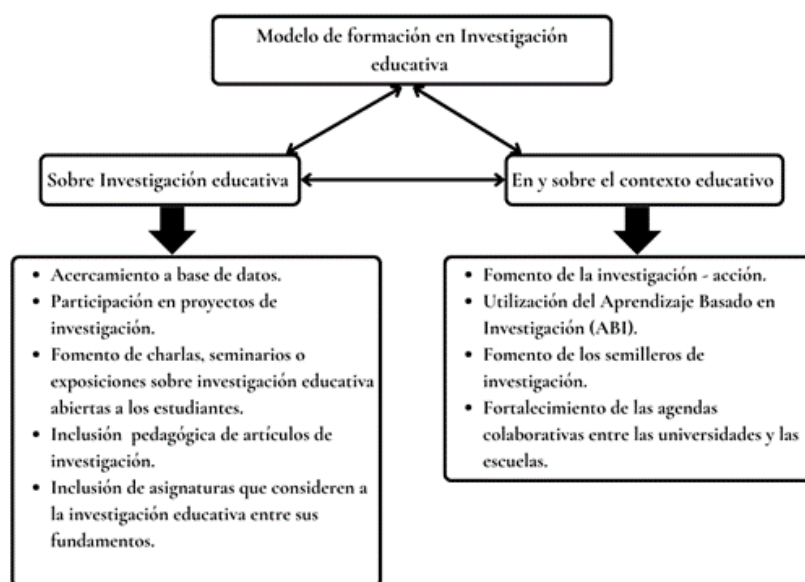 Modelo de formación en Investigación
educativa
Sobre Investigación educativa
En y sobre el contexto educativo
• Acercamiento a base de datos.
• Participación en proyectos de
investigación.
• Fomento de charlas, seminarios o
exposiciones sobre investigación educativa
abiertas a los estudiantes.
• Inclusión pedagógica de artículos de
investigación.
• Inclusión de asignaturas que consideren a
la investigación educativa entre sus
fundamentos.
• Fomento de la investigación - acción.
• Utilización del Aprendizaje Basado en
Investigación (ABI).
• Fomento de los semilleros de
investigación.
• Fortalecimiento de las agendas
colaborativas entre las universidades y las
escuelas.